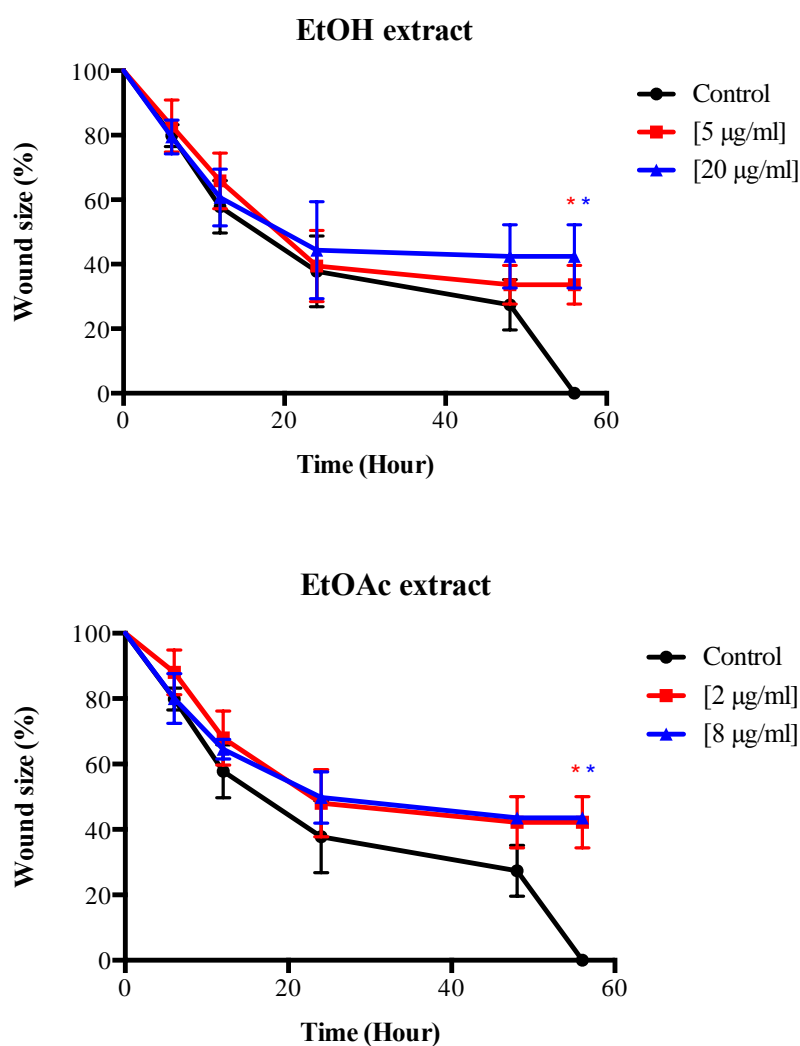 EtOH extract
100
80
60
40
20
0
Wound size (%)
0 20 40 60
Time (Hour)
Control
[5 μg/ml]
[20 μg/ml]
* *
EtOAc extract
100
80
60
40
20
0
Wound size (%)
0 20 40 60
Time (Hour)
Control
[2 μg/ml]
[8 μg/ml]
* *